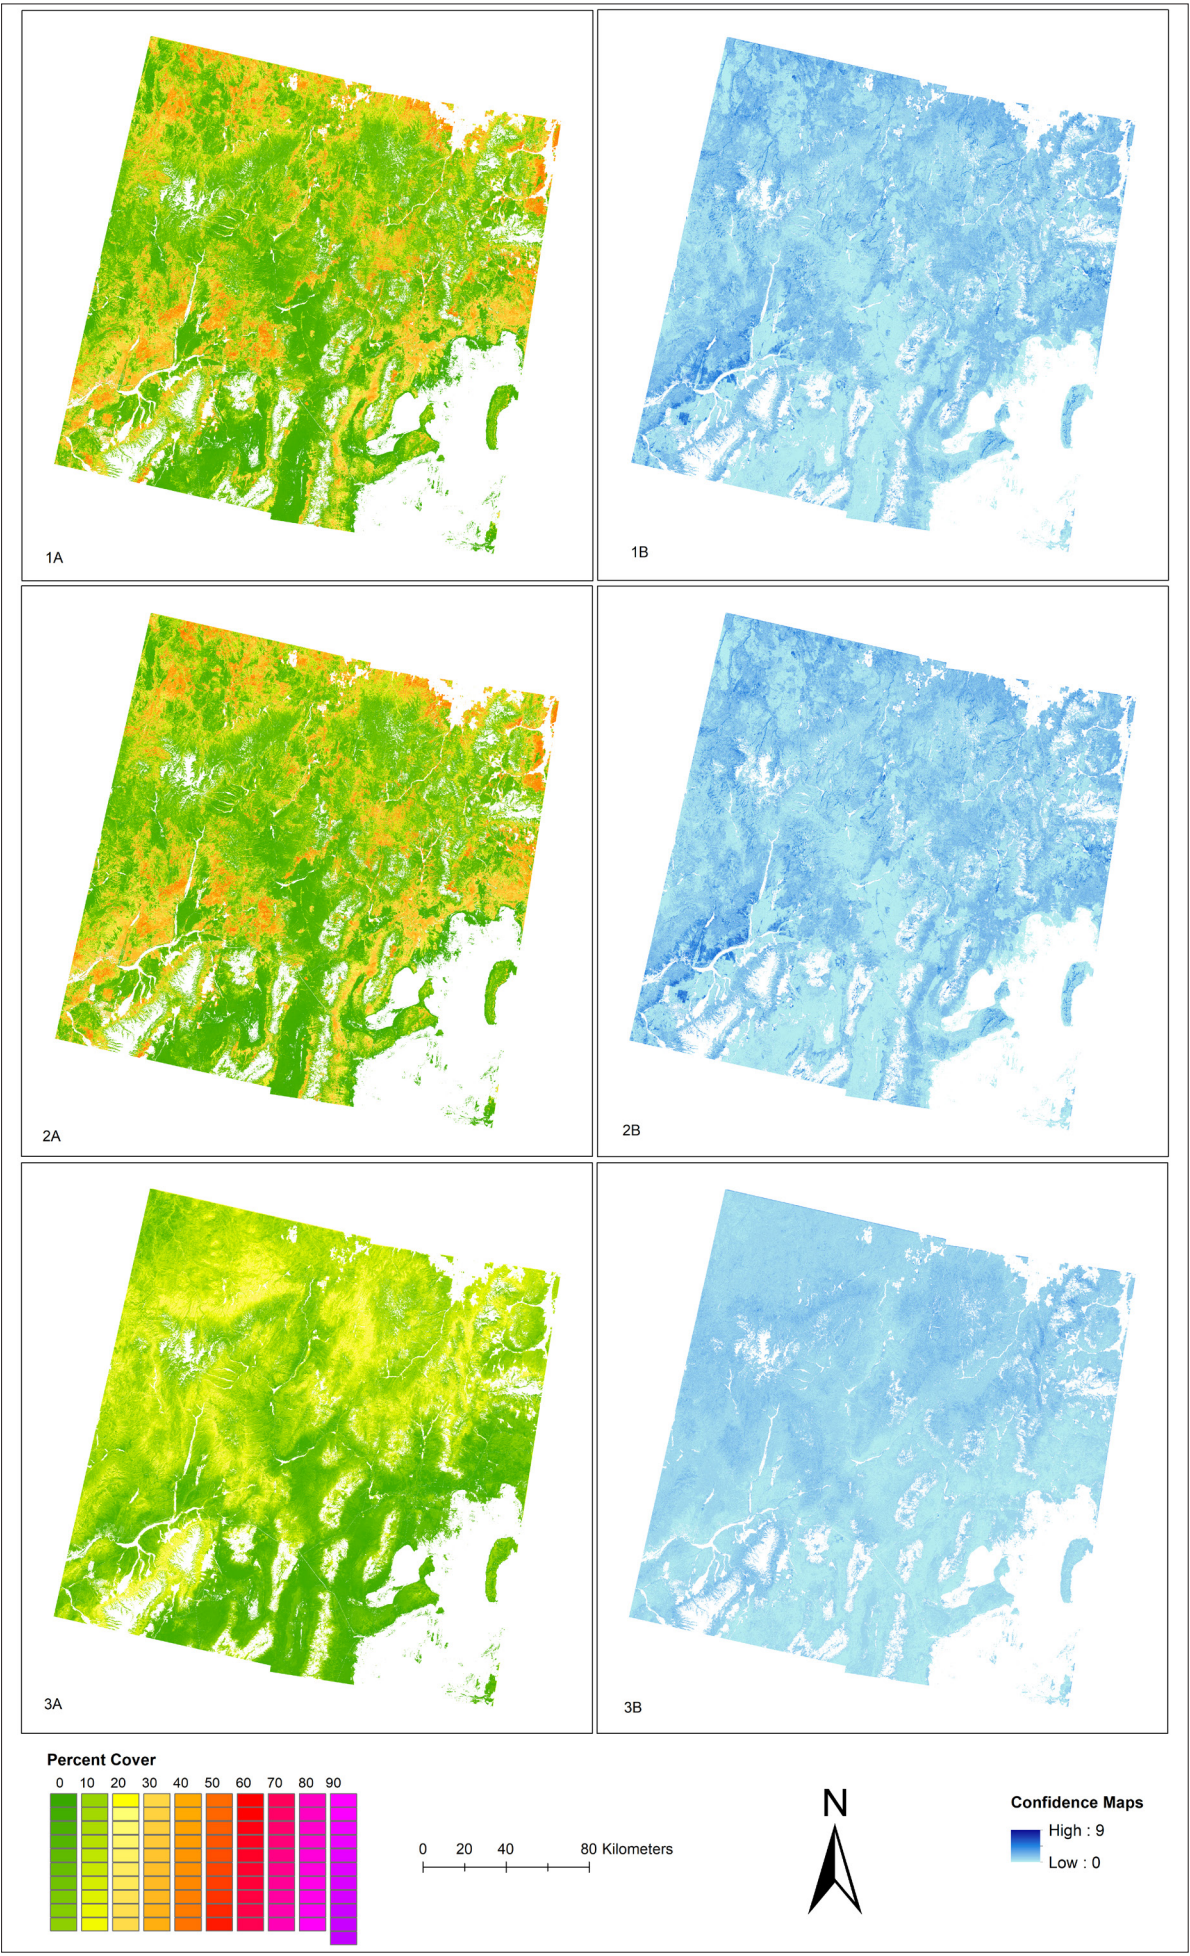 1A
1B
2A
2B
3A
3B
Percent Cover
0 10 20 30 40 50 60 70 80 90
0 20 40 80 Kilometers
N
Confidence Maps
High : 9
Low : 0